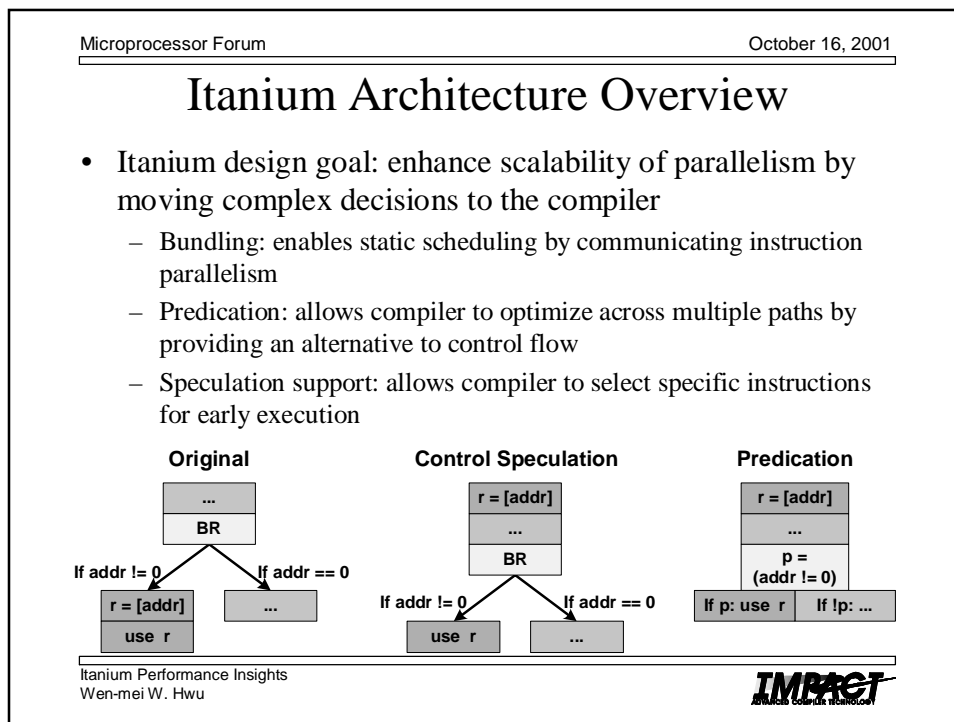 Microprocessor Forum October 16, 2001
Itanium Architecture Overview
• Itanium design goal: enhance scalability of parallelism by
moving complex decisions to the compiler
– Bundling: enables static scheduling by communicating instruction
parallelism
– Predication: allows compiler to optimize across multiple paths by
providing an alternative to control flow
– Speculation support: allows compiler to select specific instructions
for early execution
Original
...
BR
If addr != 0 If addr == 0
r = [addr] ...
use r
Control Speculation
r = [addr]
...
BR
If addr != 0 If addr == 0
use r ...
Predication
r = [addr]
...
p =
(addr != 0)
If p: use r If !p: ...
Itanium Performance Insights
Wen-mei W. Hwu
IMPACT
ADVANCED COMPILER TECHNOLOGY